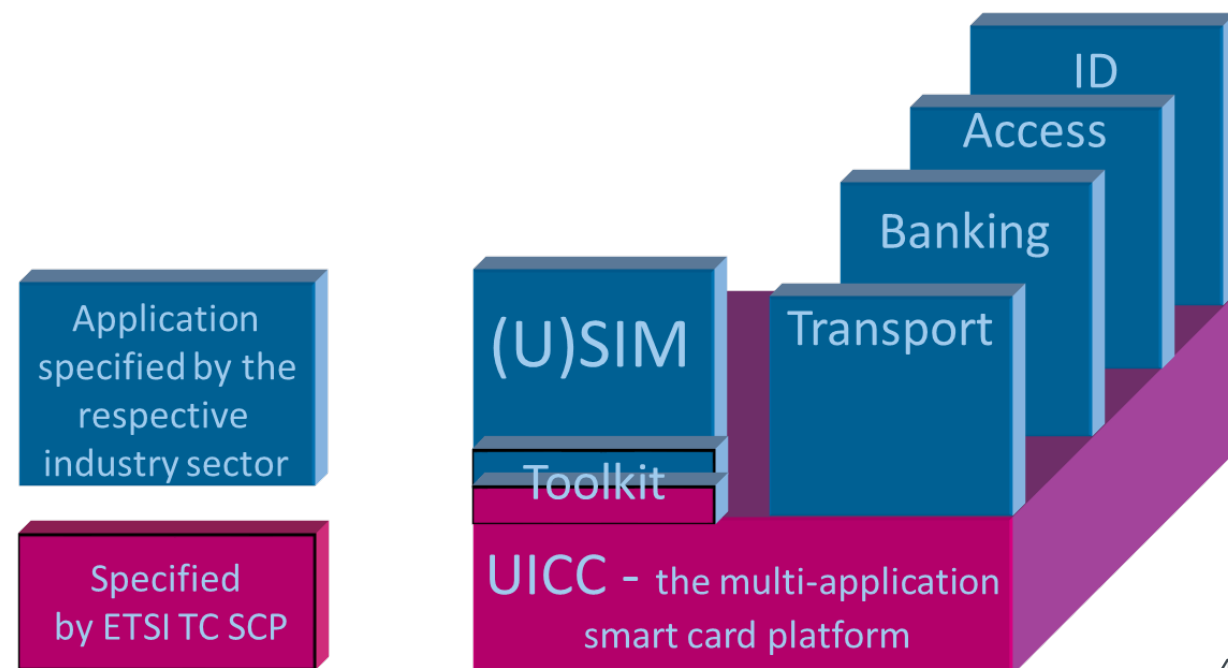 ID
Access
Banking
Transport
(U)SIM
Toolkit
UICC - the multi-application
smart card platform
Application
specified by the
respective
industry sector
Specified
by ETSI TC SCP